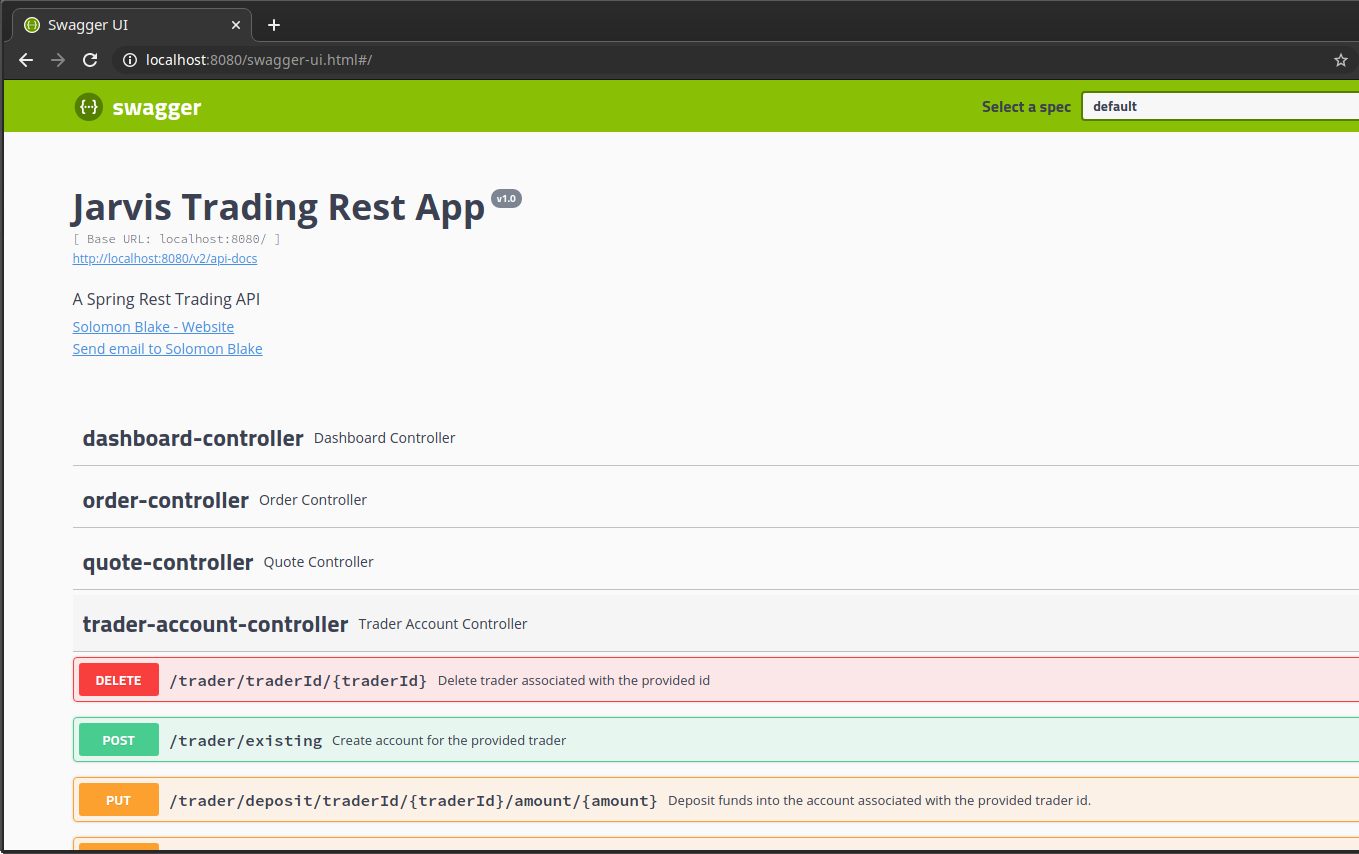 Swagger UI
localhost:8080/swagger-ui.html#/
{··} swagger
Select a spec default
Jarvis Trading Rest App v1.0
[ Base URL: localhost:8080/ ]
http://localhost:8080/v2/api-docs
A Spring Rest Trading API
Solomon Blake - Website
Send email to Solomon Blake
dashboard-controller Dashboard Controller
order-controller Order Controller
quote-controller Quote Controller
trader-account-controller Trader Account Controller
DELETE /trader/traderId/{traderId} Delete trader associated with the provided id
POST /trader/existing Create account for the provided trader
PUT /trader/deposit/traderId/{traderId}/amount/{amount} Deposit funds into the account associated with the provided trader id.